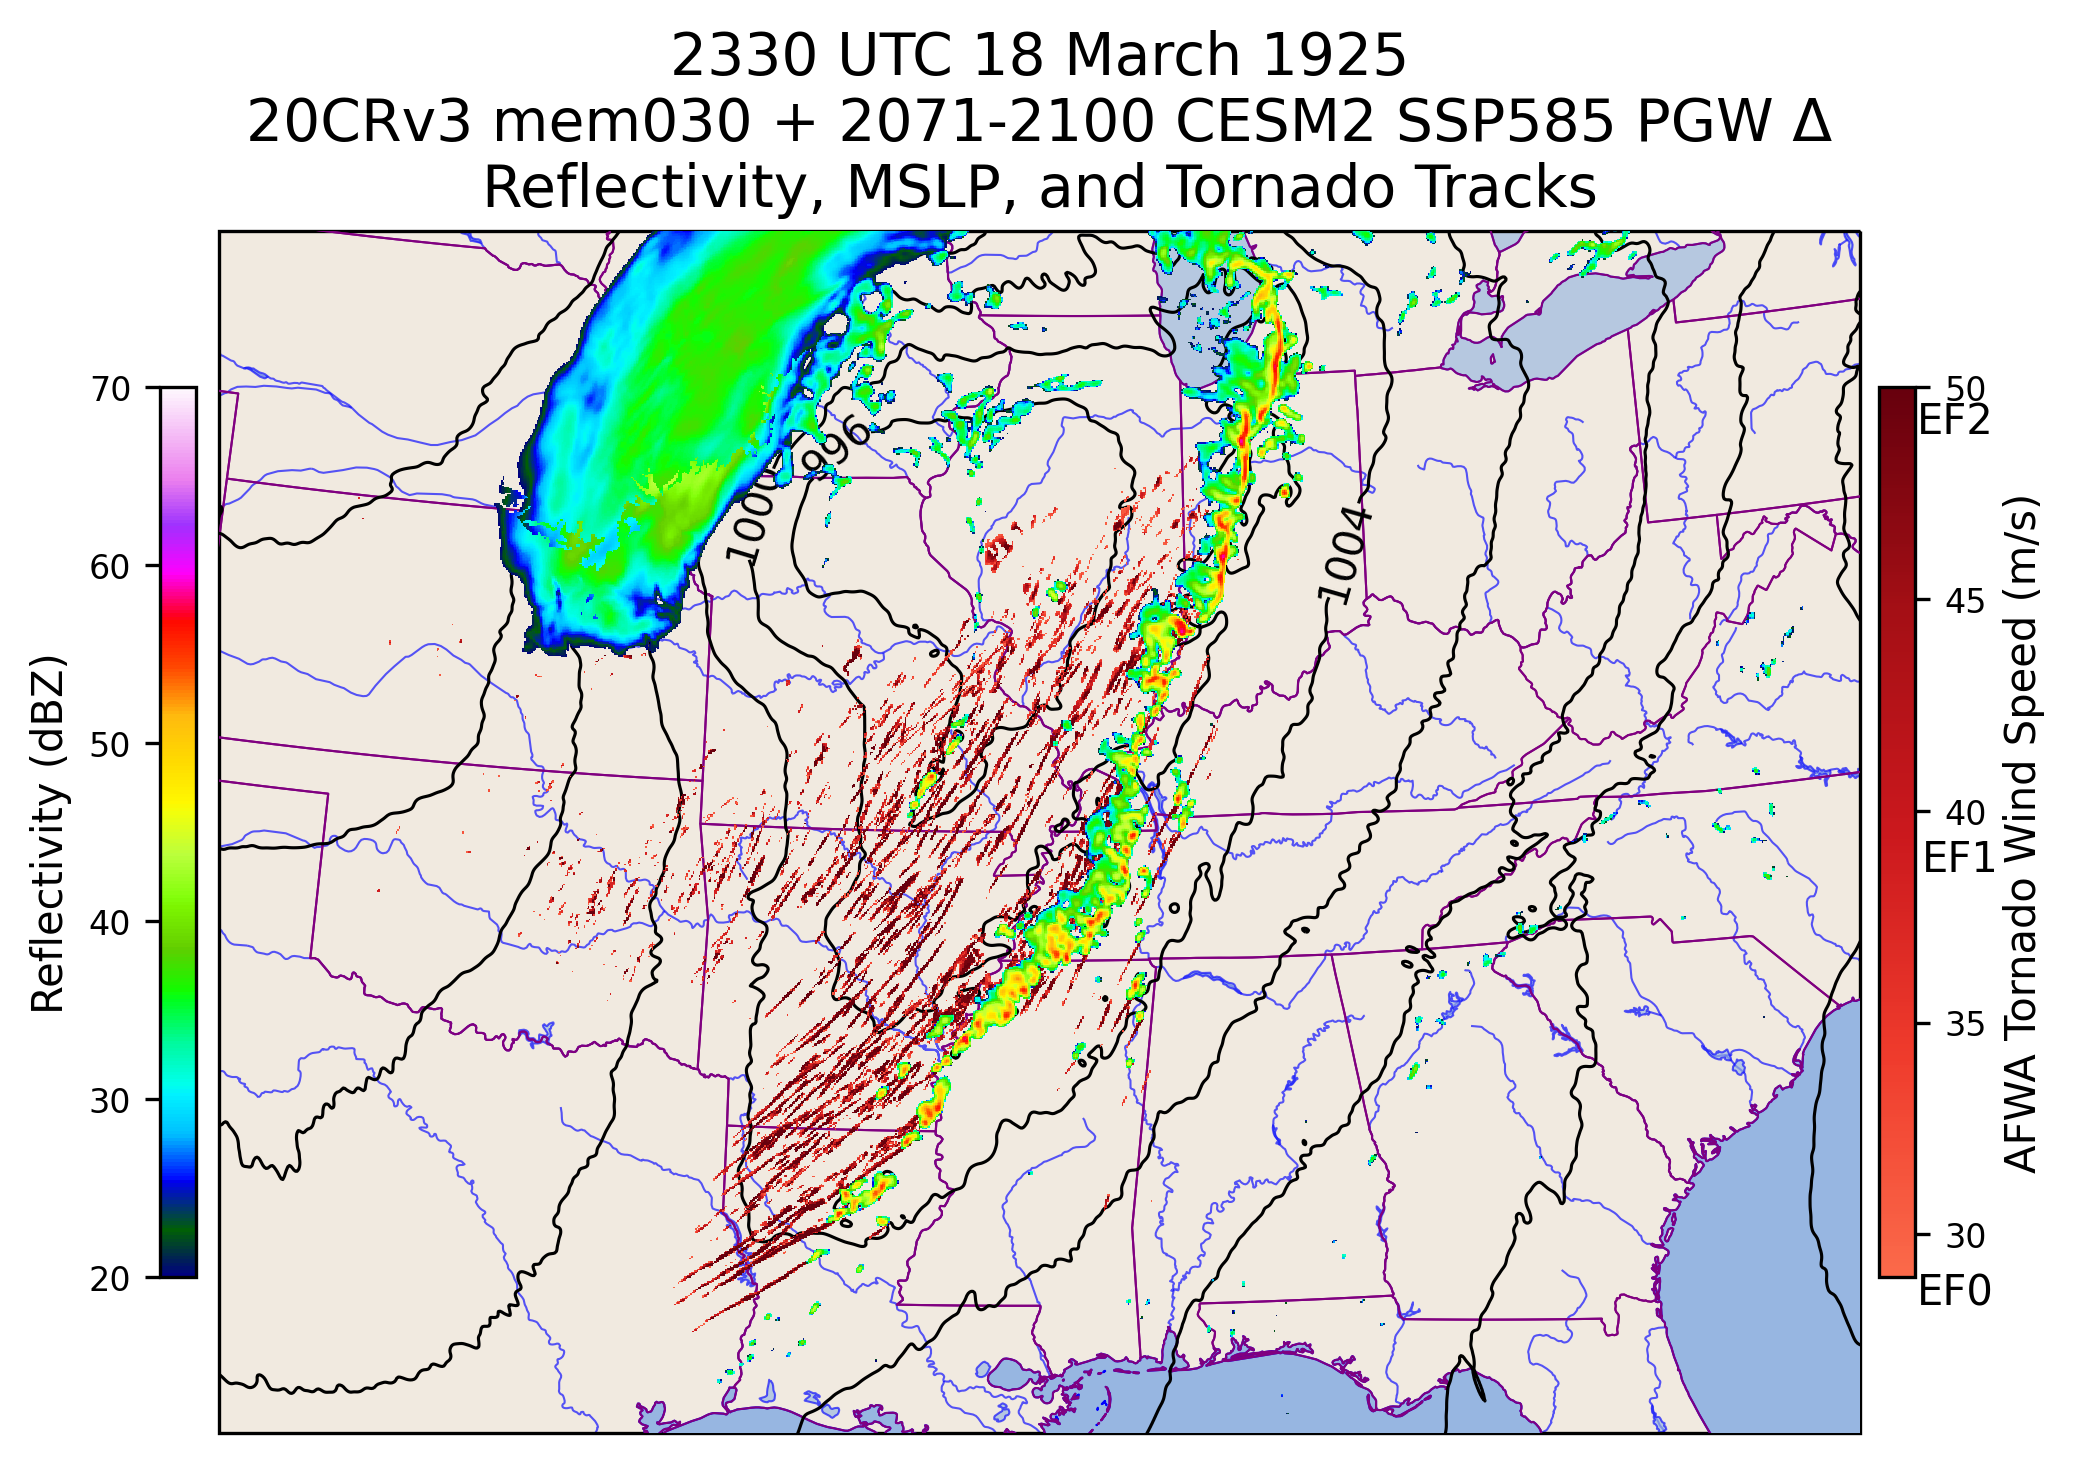 2330 UTC 18 March 1925
20CRv3 mem030 + 2071-2100 CESM2 SSP585 PGW Δ
Reflectivity, MSLP, and Tornado Tracks
70
60
50
40
30
20
Reflectivity (dBZ)
996
1000
1004
50
EF2
45
40
EF1
35
30
EF0
AFWA Tornado Wind Speed (m/s)